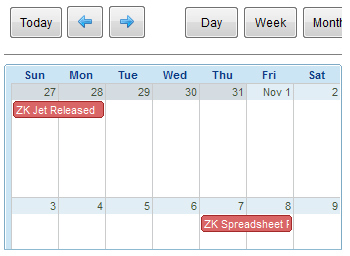 Today Day Week Month
Sun Mon Tue Wed Thu Fri Sat
27 28 29 30 31 Nov 1 2
ZK Jet Released
3 4 5 6 7 8 9
ZK Spreadsheet